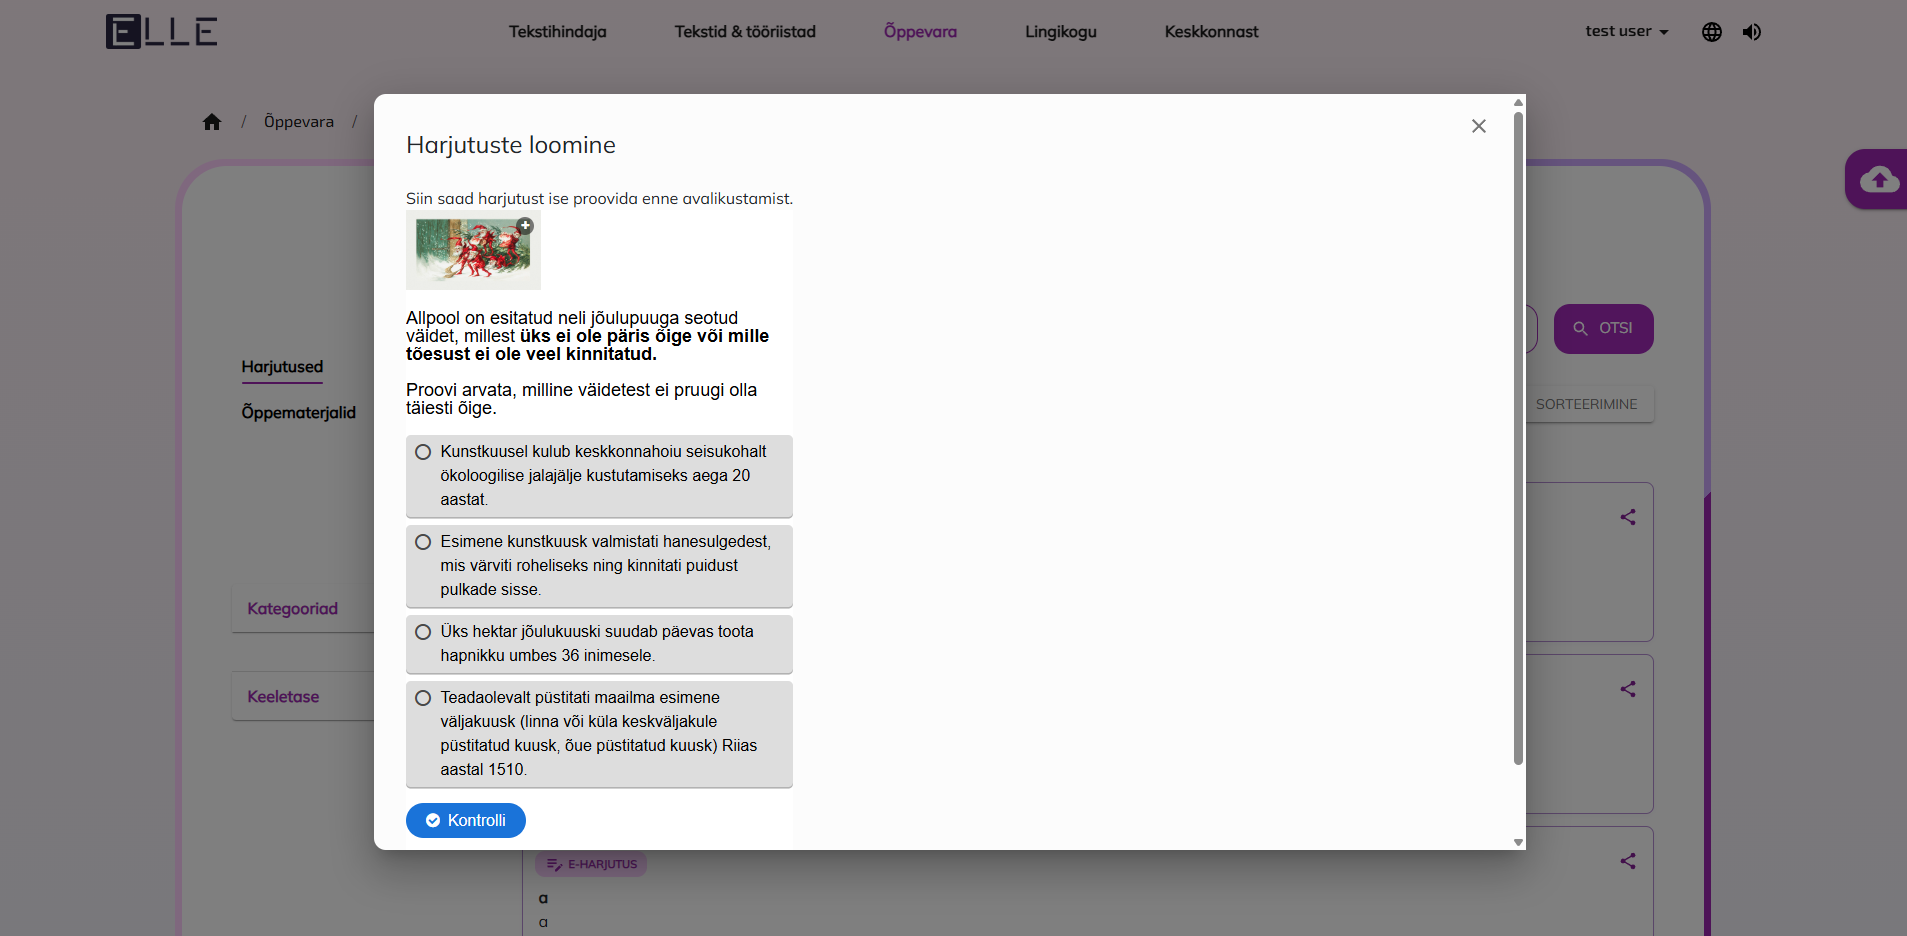 ELLE
Tekstihindaja
Tekstid & tööriistad
Õppevara
Lingikogu
Keskkonnast
test user
/ Õppevara /
Harjutuste loomine
Siin saad harjutust ise proovida enne avalikustamist.
Allpool on esitatud neli jõulupuuga seotud
väidet, millest üks ei ole päris õige või mille
tõesust ei ole veel kinnitatud.
Proovi arvata, milline väidetest ei pruugi olla
täiesti õige.
Kunstkuusel kulub keskkonnahoiu seisukohalt
ökoloogilise jalajälje kustutamiseks aega 20
aastat.
Esimene kunstkuusk valmistati hanesulgedest,
mis värviti roheliseks ning kinnitati puidust
pulkade sisse.
Üks hektar jõulukuuski suudab päevas toota
hapnikku umbes 36 inimesele.
Teadaolevalt püstitati maailma esimene
väljakuusk (linna või küla keskväljakule
püstitatud kuusk, õue püstitatud kuusk) Riias
aastal 1510.
Kontrolli
Harjutused
Õppematerjalid
Kategooriad
Keeletase
OTSI
SORTEERIMINE
E-HARJUTUS
a
a